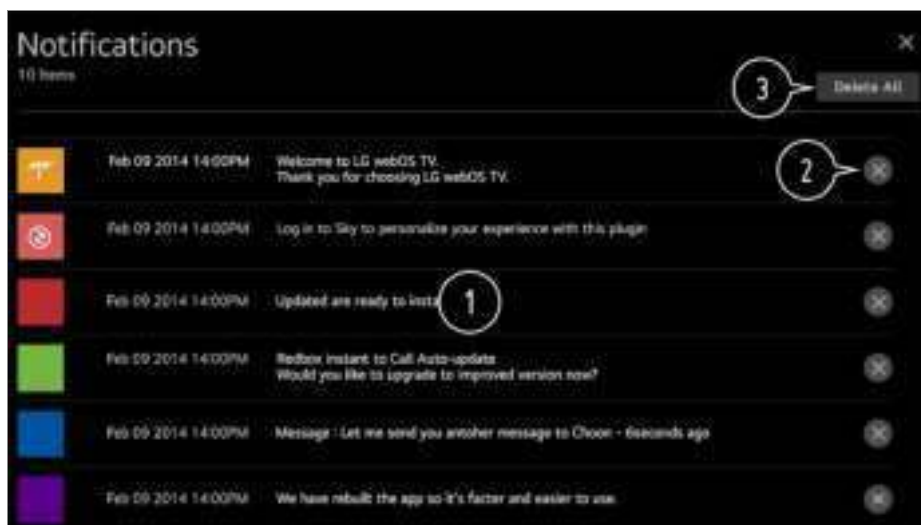 Notifications
10 Items
3
Delete All
Feb 09 2014 14:00PM
Welcome to LG webOS TV.
Thank you for choosing LG webOS TV.
2
Feb 09 2014 14:00PM
Log in to Sky to personalize your experience with this plugin
Feb 09 2014 14:00PM
Updated are ready to insta
1
Feb 09 2014 14:00PM
Redbox instant to Call Auto-update
Would you like to upgrade to improved version now?
Feb 09 2014 14:00PM
Message : Let me send you antoher message to Choon - 6seconds ago
Feb 09 2014 14:00PM
We have rebuilt the app so it's facter and easier to use.